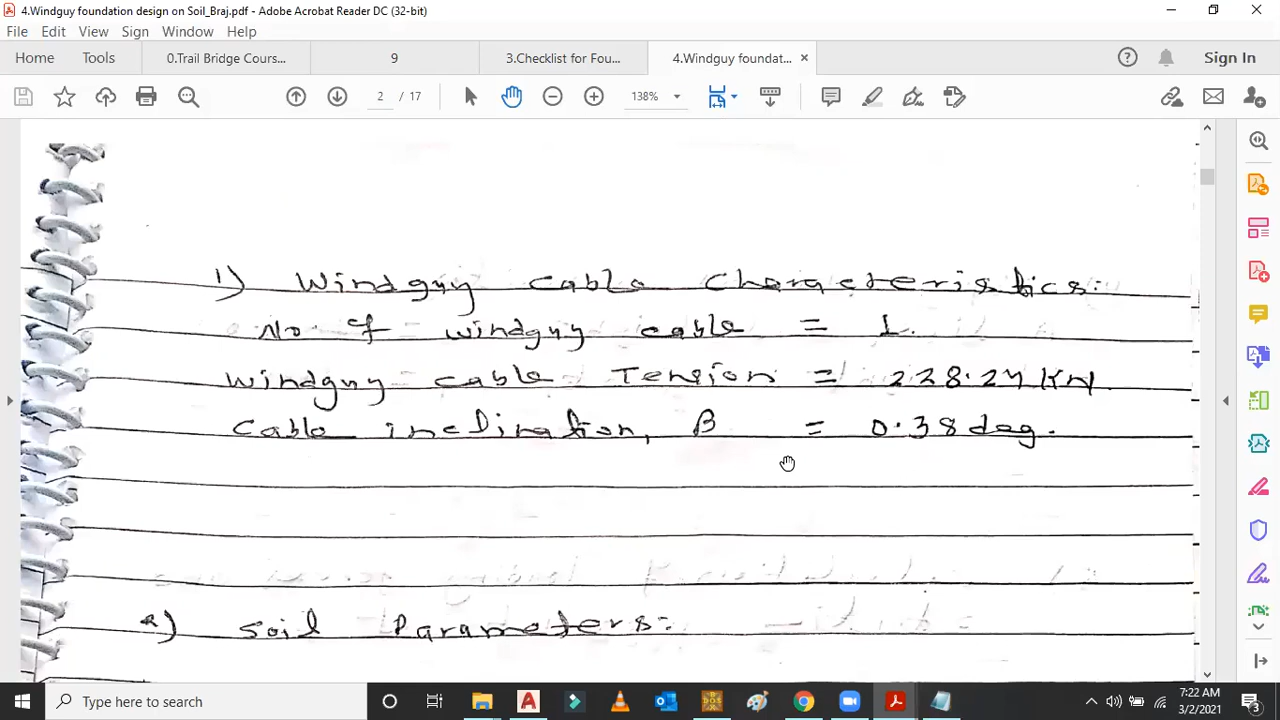 4.Windguy foundation design on Soil_Braj.pdf - Adobe Acrobat Reader DC (32-bit)
File Edit View Sign Window Help
Home Tools 0.Trail Bridge Cours... 9 3.Checklist for Fou... 4.Windguy foundat... × Sign In
2 / 17 138%
1) Windguy Cable Characteristics:
No. of windguy cable = 1.
Windguy cable Tension = 228.24 KN.
Cable inclination, β = 0.38 deg.
2) Soil Parameters:
Type here to search
7:22 AM
3/2/2021
3